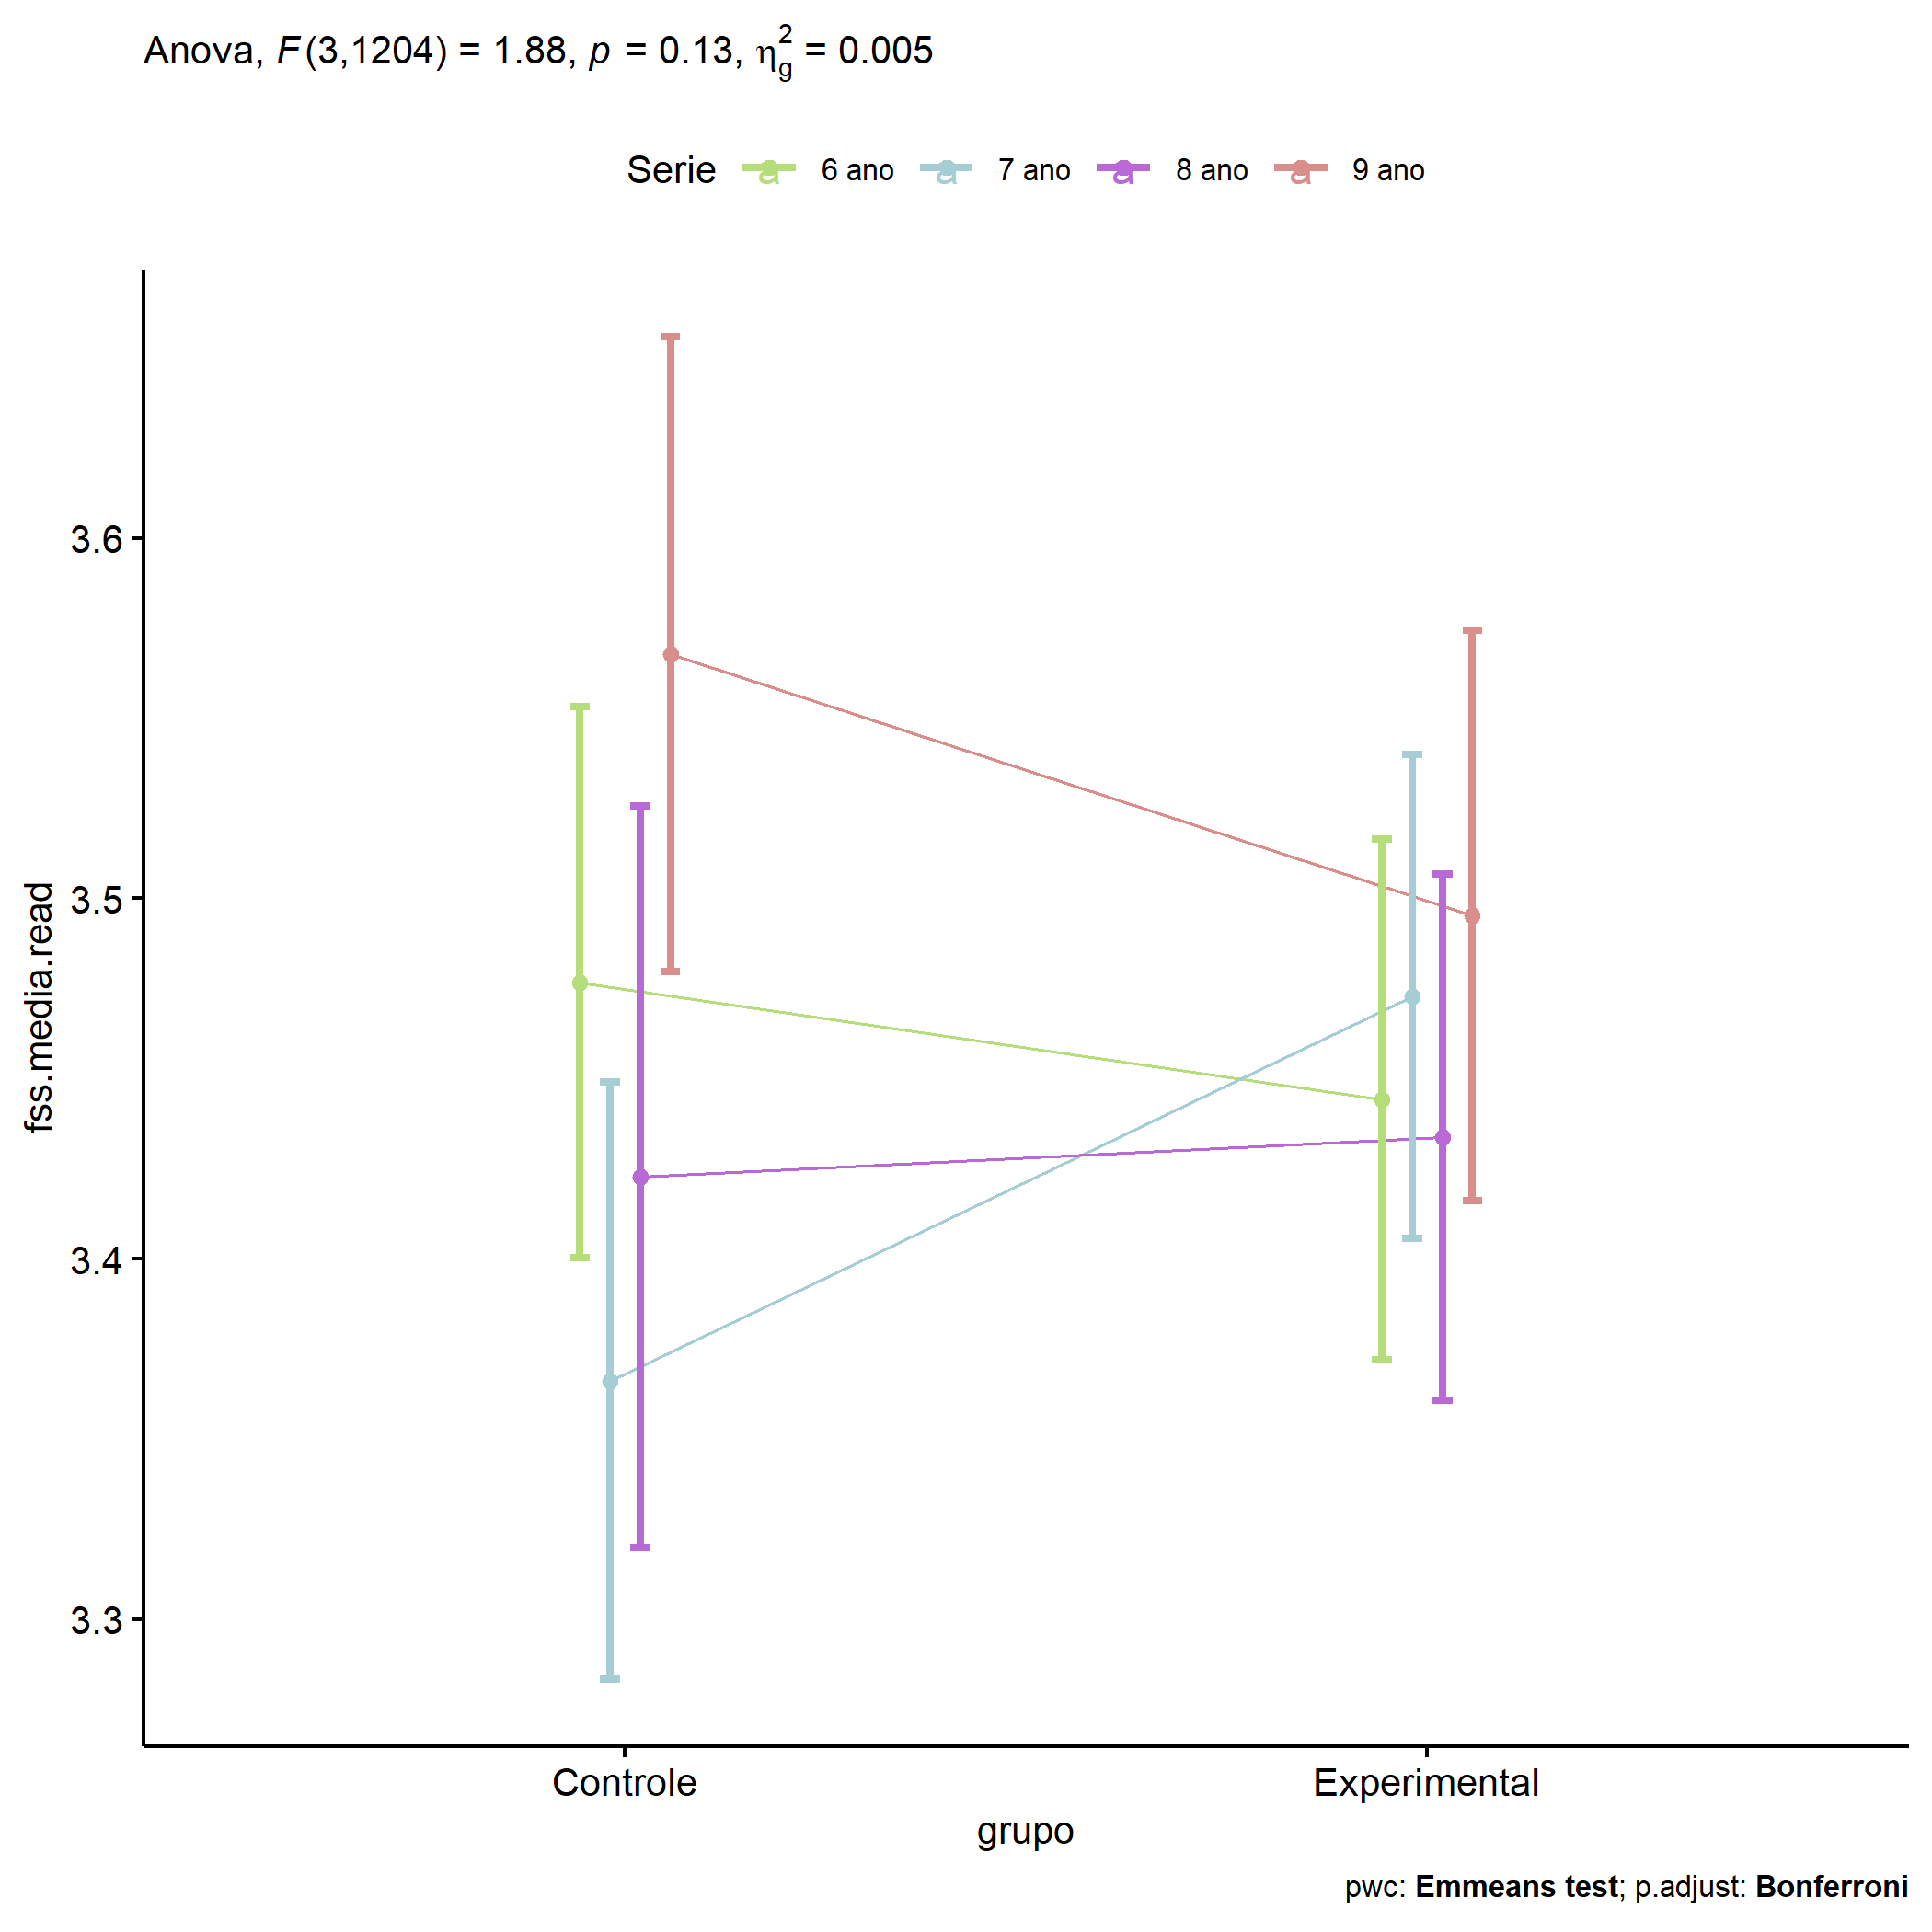 Anova, F(3,1204) = 1.88, p = 0.13, η²g = 0.005
Serie a 6 ano a 7 ano a 8 ano a 9 ano
3.6
3.5
3.4
3.3
fss.media.read
Controle Experimental
grupo
pwc: Emmeans test; p.adjust: Bonferroni